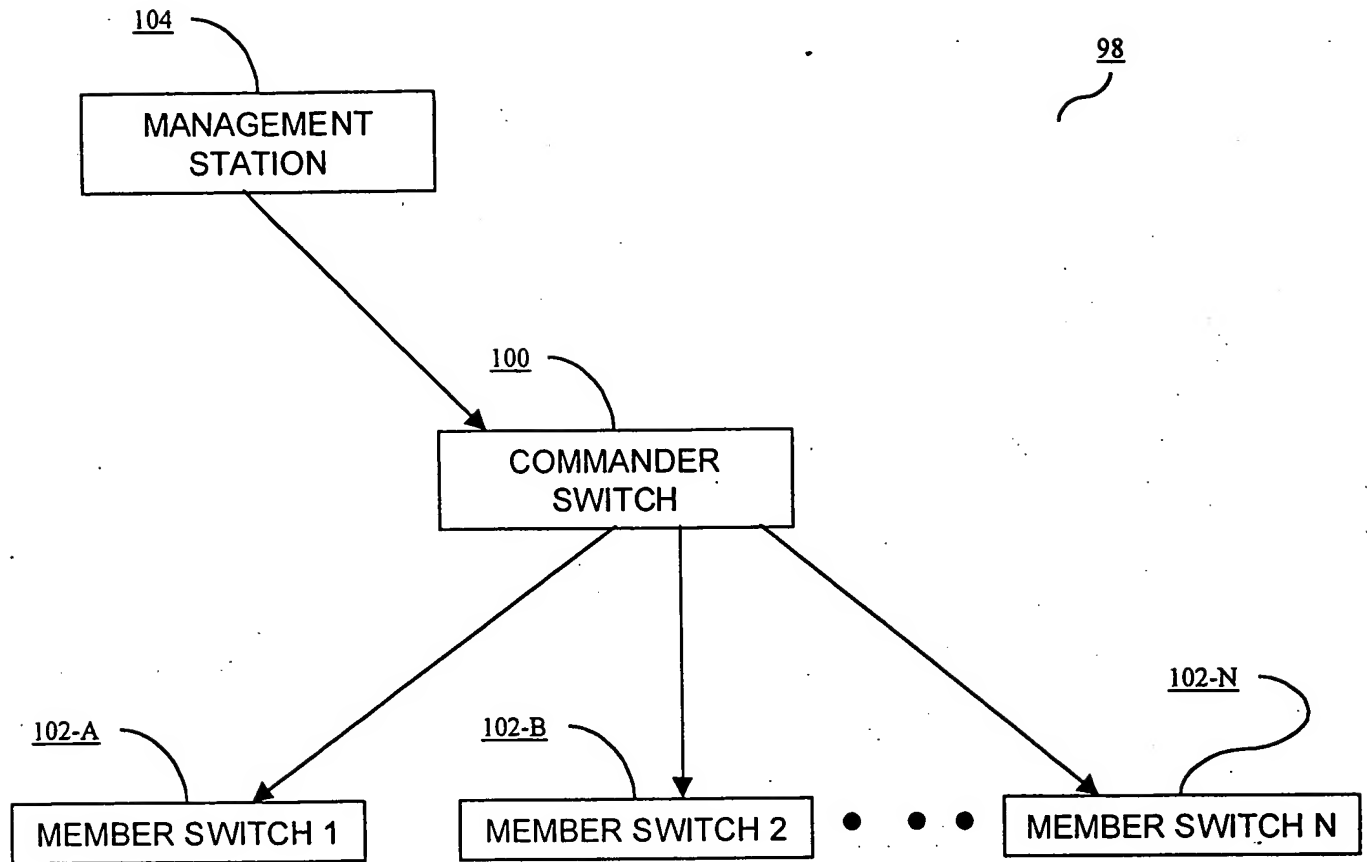 104
98
MANAGEMENT
STATION
100
COMMANDER
SWITCH
102-A
102-B
102-N
MEMBER SWITCH 1
MEMBER SWITCH 2
MEMBER SWITCH N